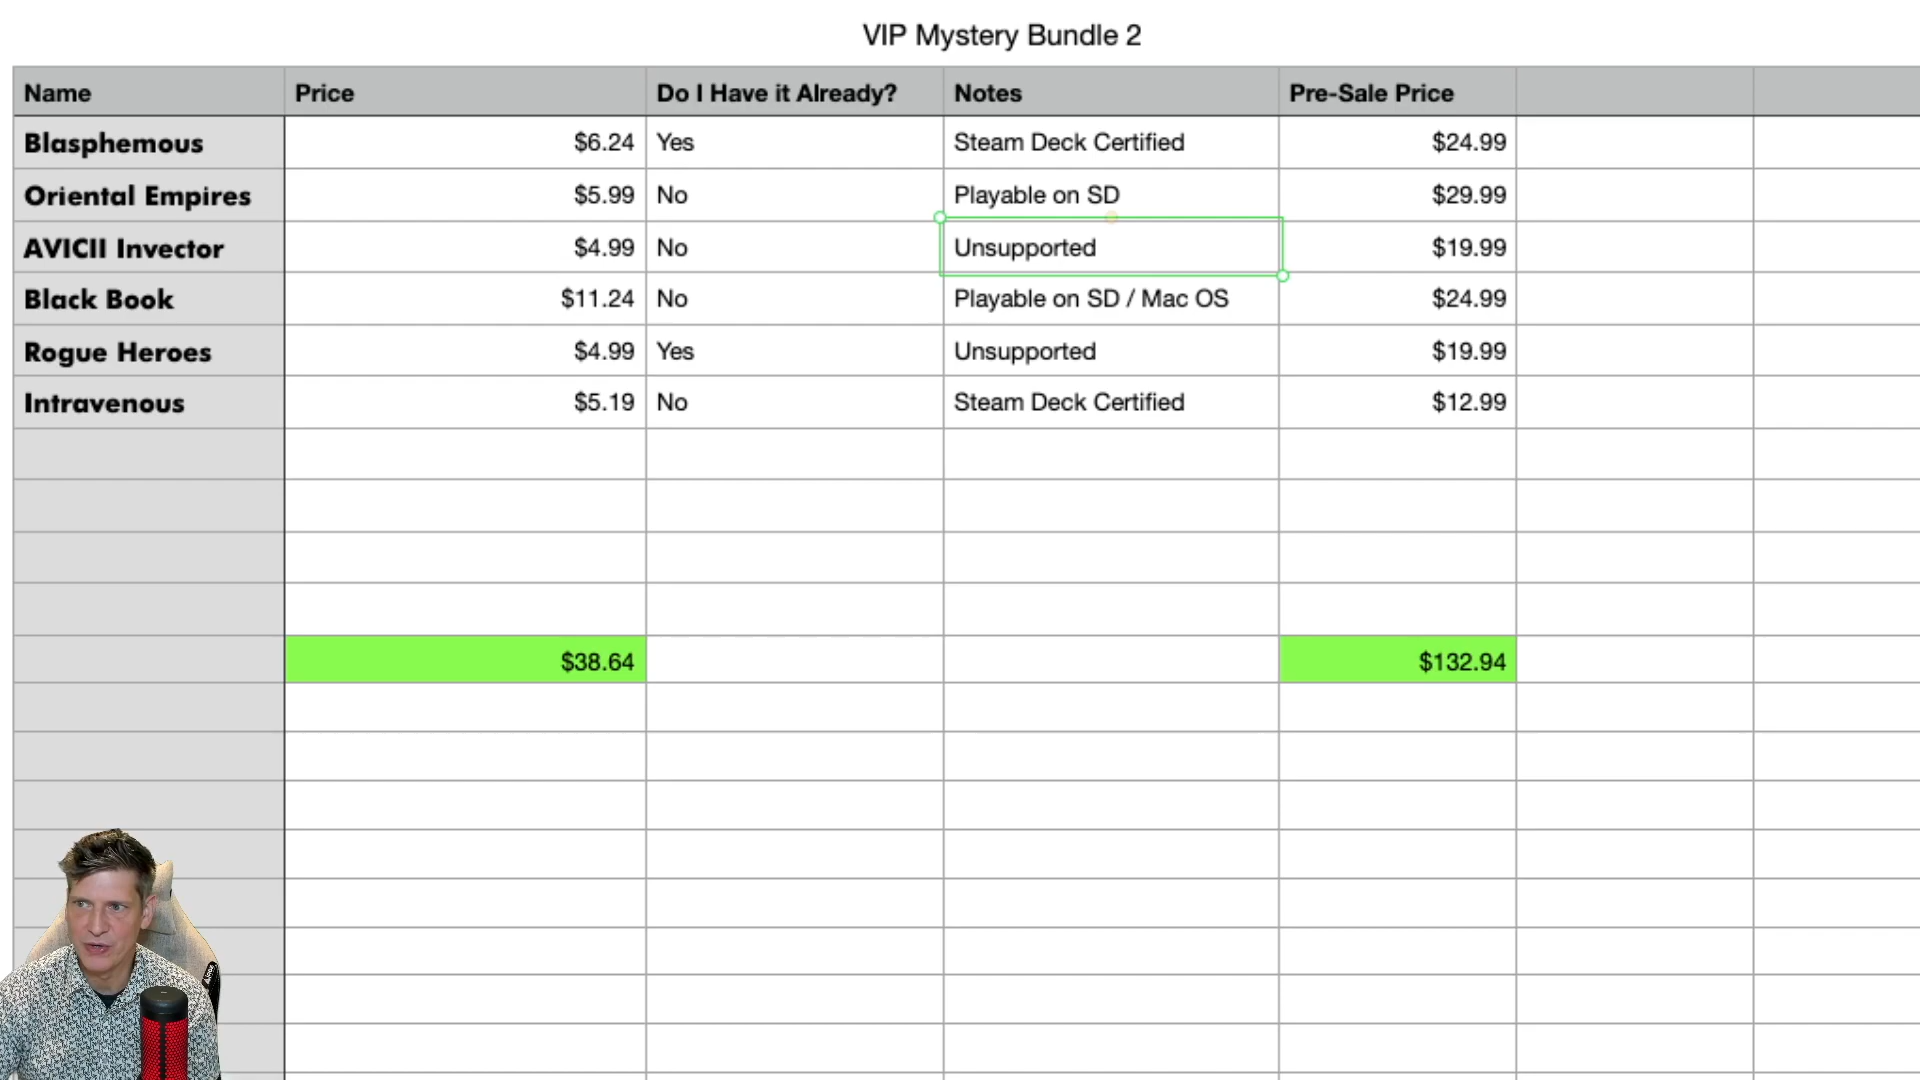 VIP Mystery Bundle 2
Name Price Do I Have it Already? Notes Pre-Sale Price
Blasphemous $6.24 Yes Steam Deck Certified $24.99
Oriental Empires $5.99 No Playable on SD $29.99
AVICII Invector $4.99 No Unsupported $19.99
Black Book $11.24 No Playable on SD / Mac OS $24.99
Rogue Heroes $4.99 Yes Unsupported $19.99
Intravenous $5.19 No Steam Deck Certified $12.99
$38.64 $132.94